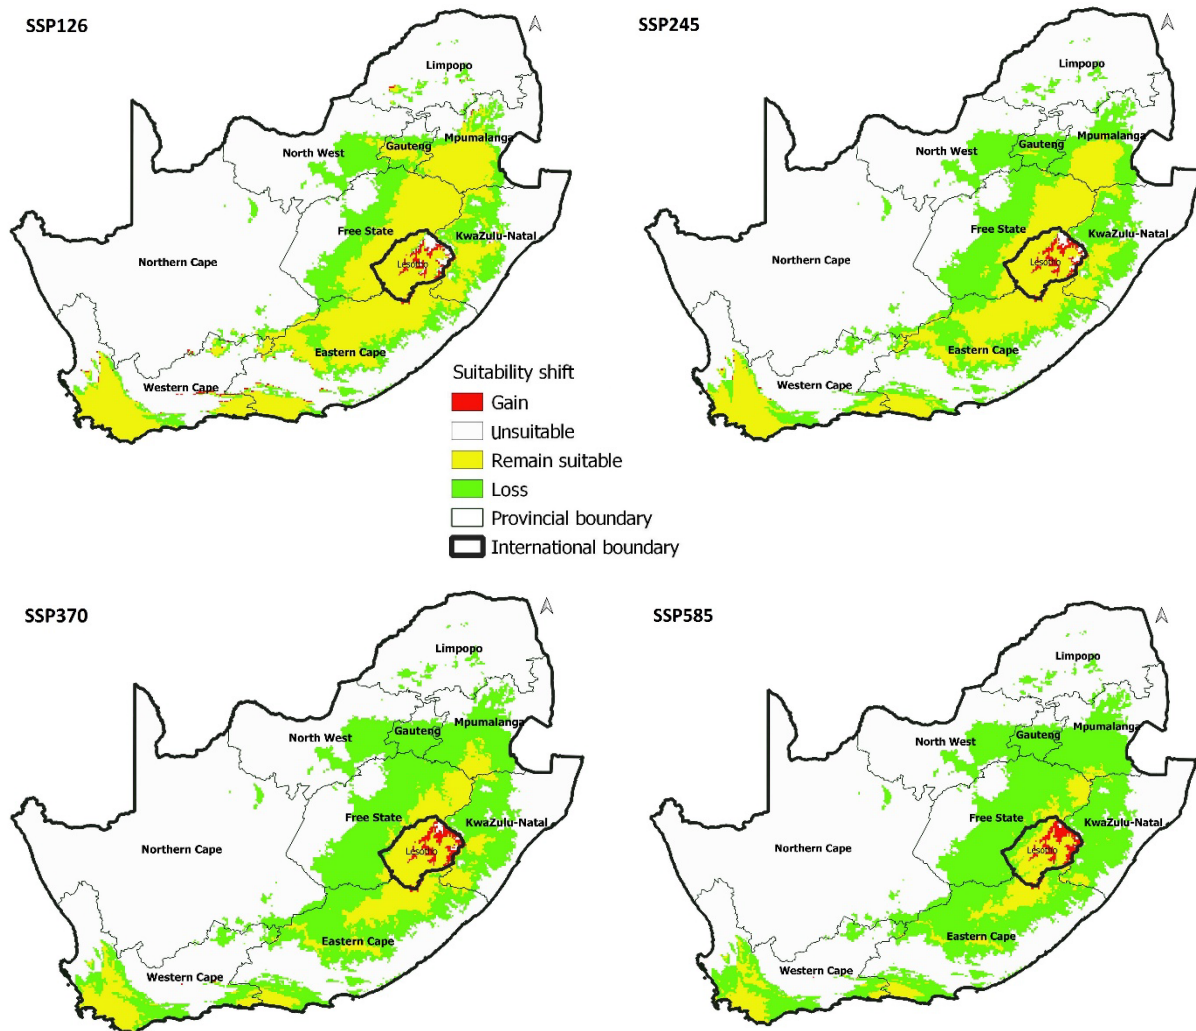 SSP126
Limpopo
Mpumalanga
Gauteng
North West
Free State
KwaZulu-Natal
Lesotho
Northern Cape
Eastern Cape
Western Cape
SSP245
Limpopo
Mpumalanga
Gauteng
North West
Free State
KwaZulu-Natal
Lesotho
Northern Cape
Eastern Cape
Western Cape
Suitability shift
Gain
Unsuitable
Remain suitable
Loss
Provincial boundary
International boundary
SSP370
Limpopo
Mpumalanga
Gauteng
North West
Free State
KwaZulu-Natal
Lesotho
Northern Cape
Eastern Cape
Western Cape
SSP585
Limpopo
Mpumalanga
Gauteng
North West
Free State
KwaZulu-Natal
Lesotho
Northern Cape
Eastern Cape
Western Cape